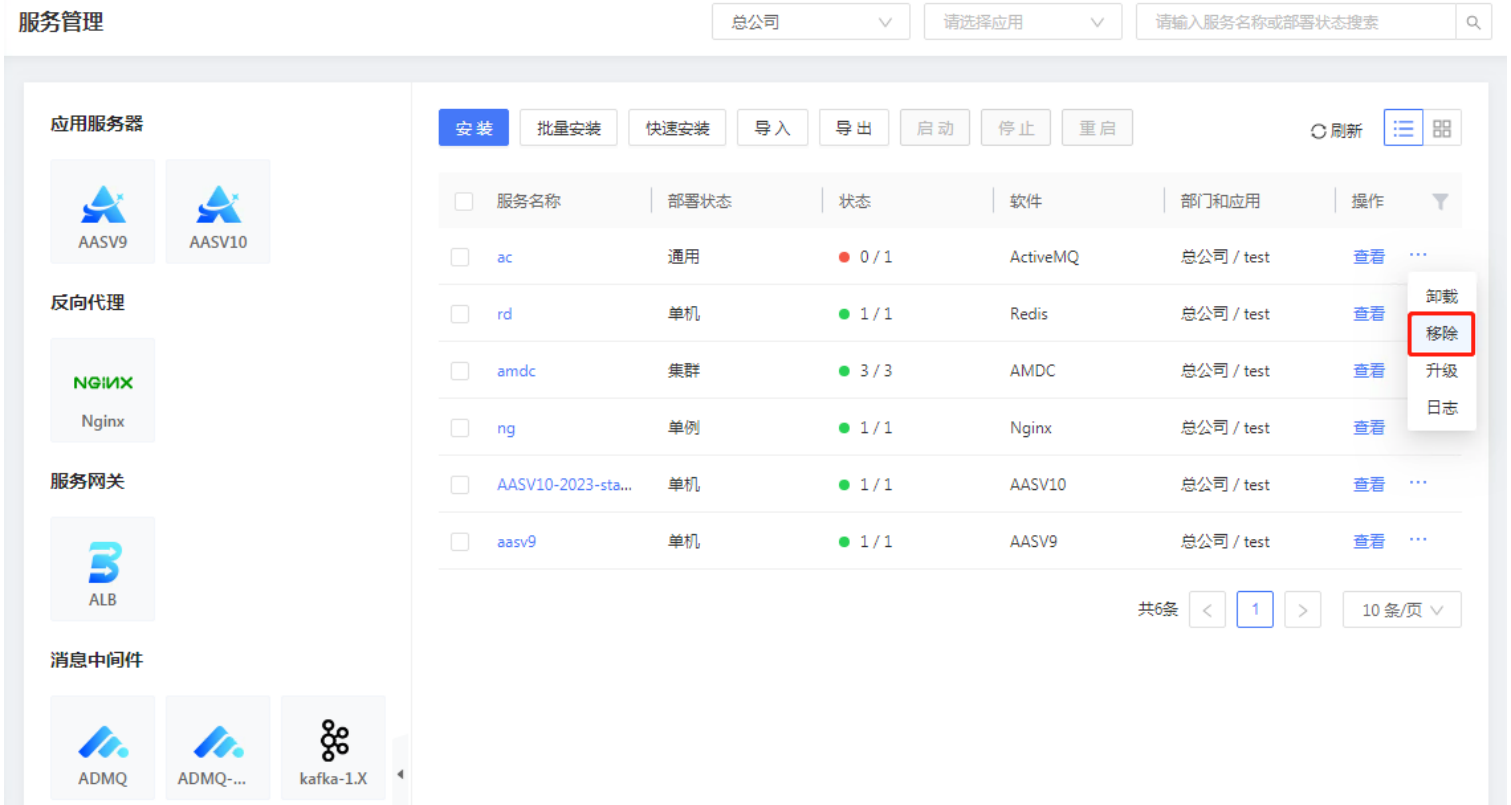 服务管理
总公司 请选择应用 请输入服务名称或部署状态搜索
应用服务器
AASV9 AASV10
反向代理
NGINX
Nginx
服务网关
ALB
消息中间件
ADMQ ADMQ-... kafka-1.X
安装 批量安装 快速安装 导入 导出 启动 停止 重启 刷新
服务名称 部署状态 状态 软件 部门和应用 操作
ac 通用 0 / 1 ActiveMQ 总公司 / test 查看 ...
rd 单机 1 / 1 Redis 总公司 / test 查看
amdc 集群 3 / 3 AMDC 总公司 / test 查看
ng 单例 1 / 1 Nginx 总公司 / test 查看
AASV10-2023-sta... 单机 1 / 1 AASV10 总公司 / test 查看 ...
aasv9 单机 1 / 1 AASV9 总公司 / test 查看 ...
卸载
移除
升级
日志
共6条 < 1 > 10 条/页